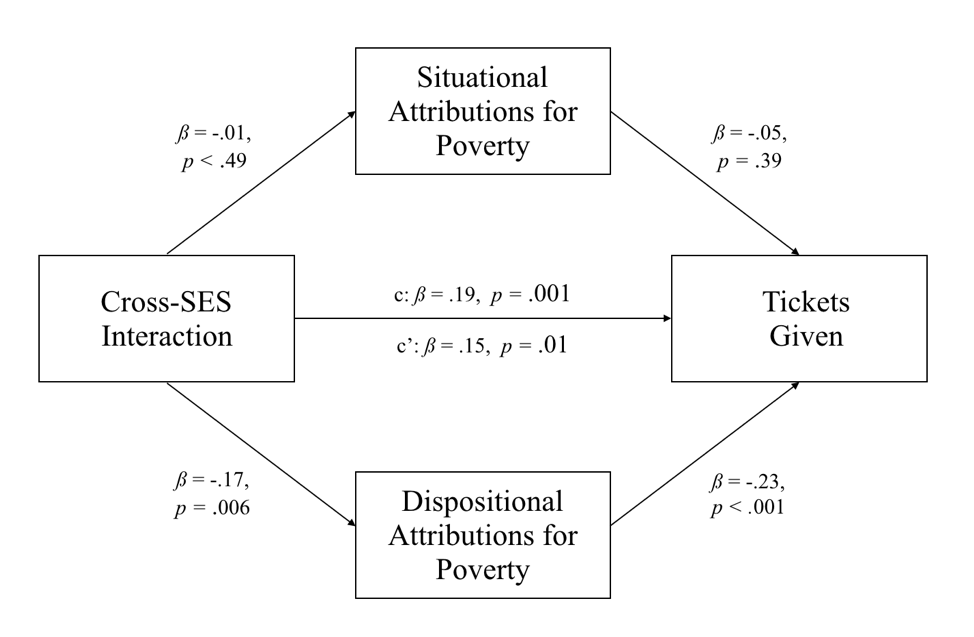 Situational
Attributions for
Poverty
β = -.01,
p < .49
β = -.05,
p = .39
Cross-SES
Interaction
c: β = .19, p = .001
c’: β = .15, p = .01
Tickets
Given
β = -.17,
p = .006
β = -.23,
p < .001
Dispositional
Attributions for
Poverty